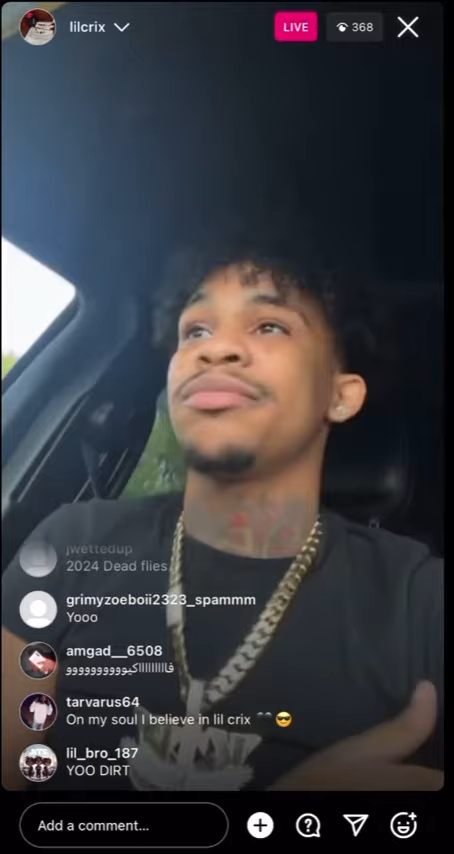 lilcrix
LIVE
368
jwettedup
2024 Dead flies
grimyzoeboii2323_spammm
Yooo
amgad__6508
قااااااااكيوووووووووو
tarvarus64
On my soul I believe in lil crix 🖤😎
lil_bro_187
YOO DIRT
Add a comment...